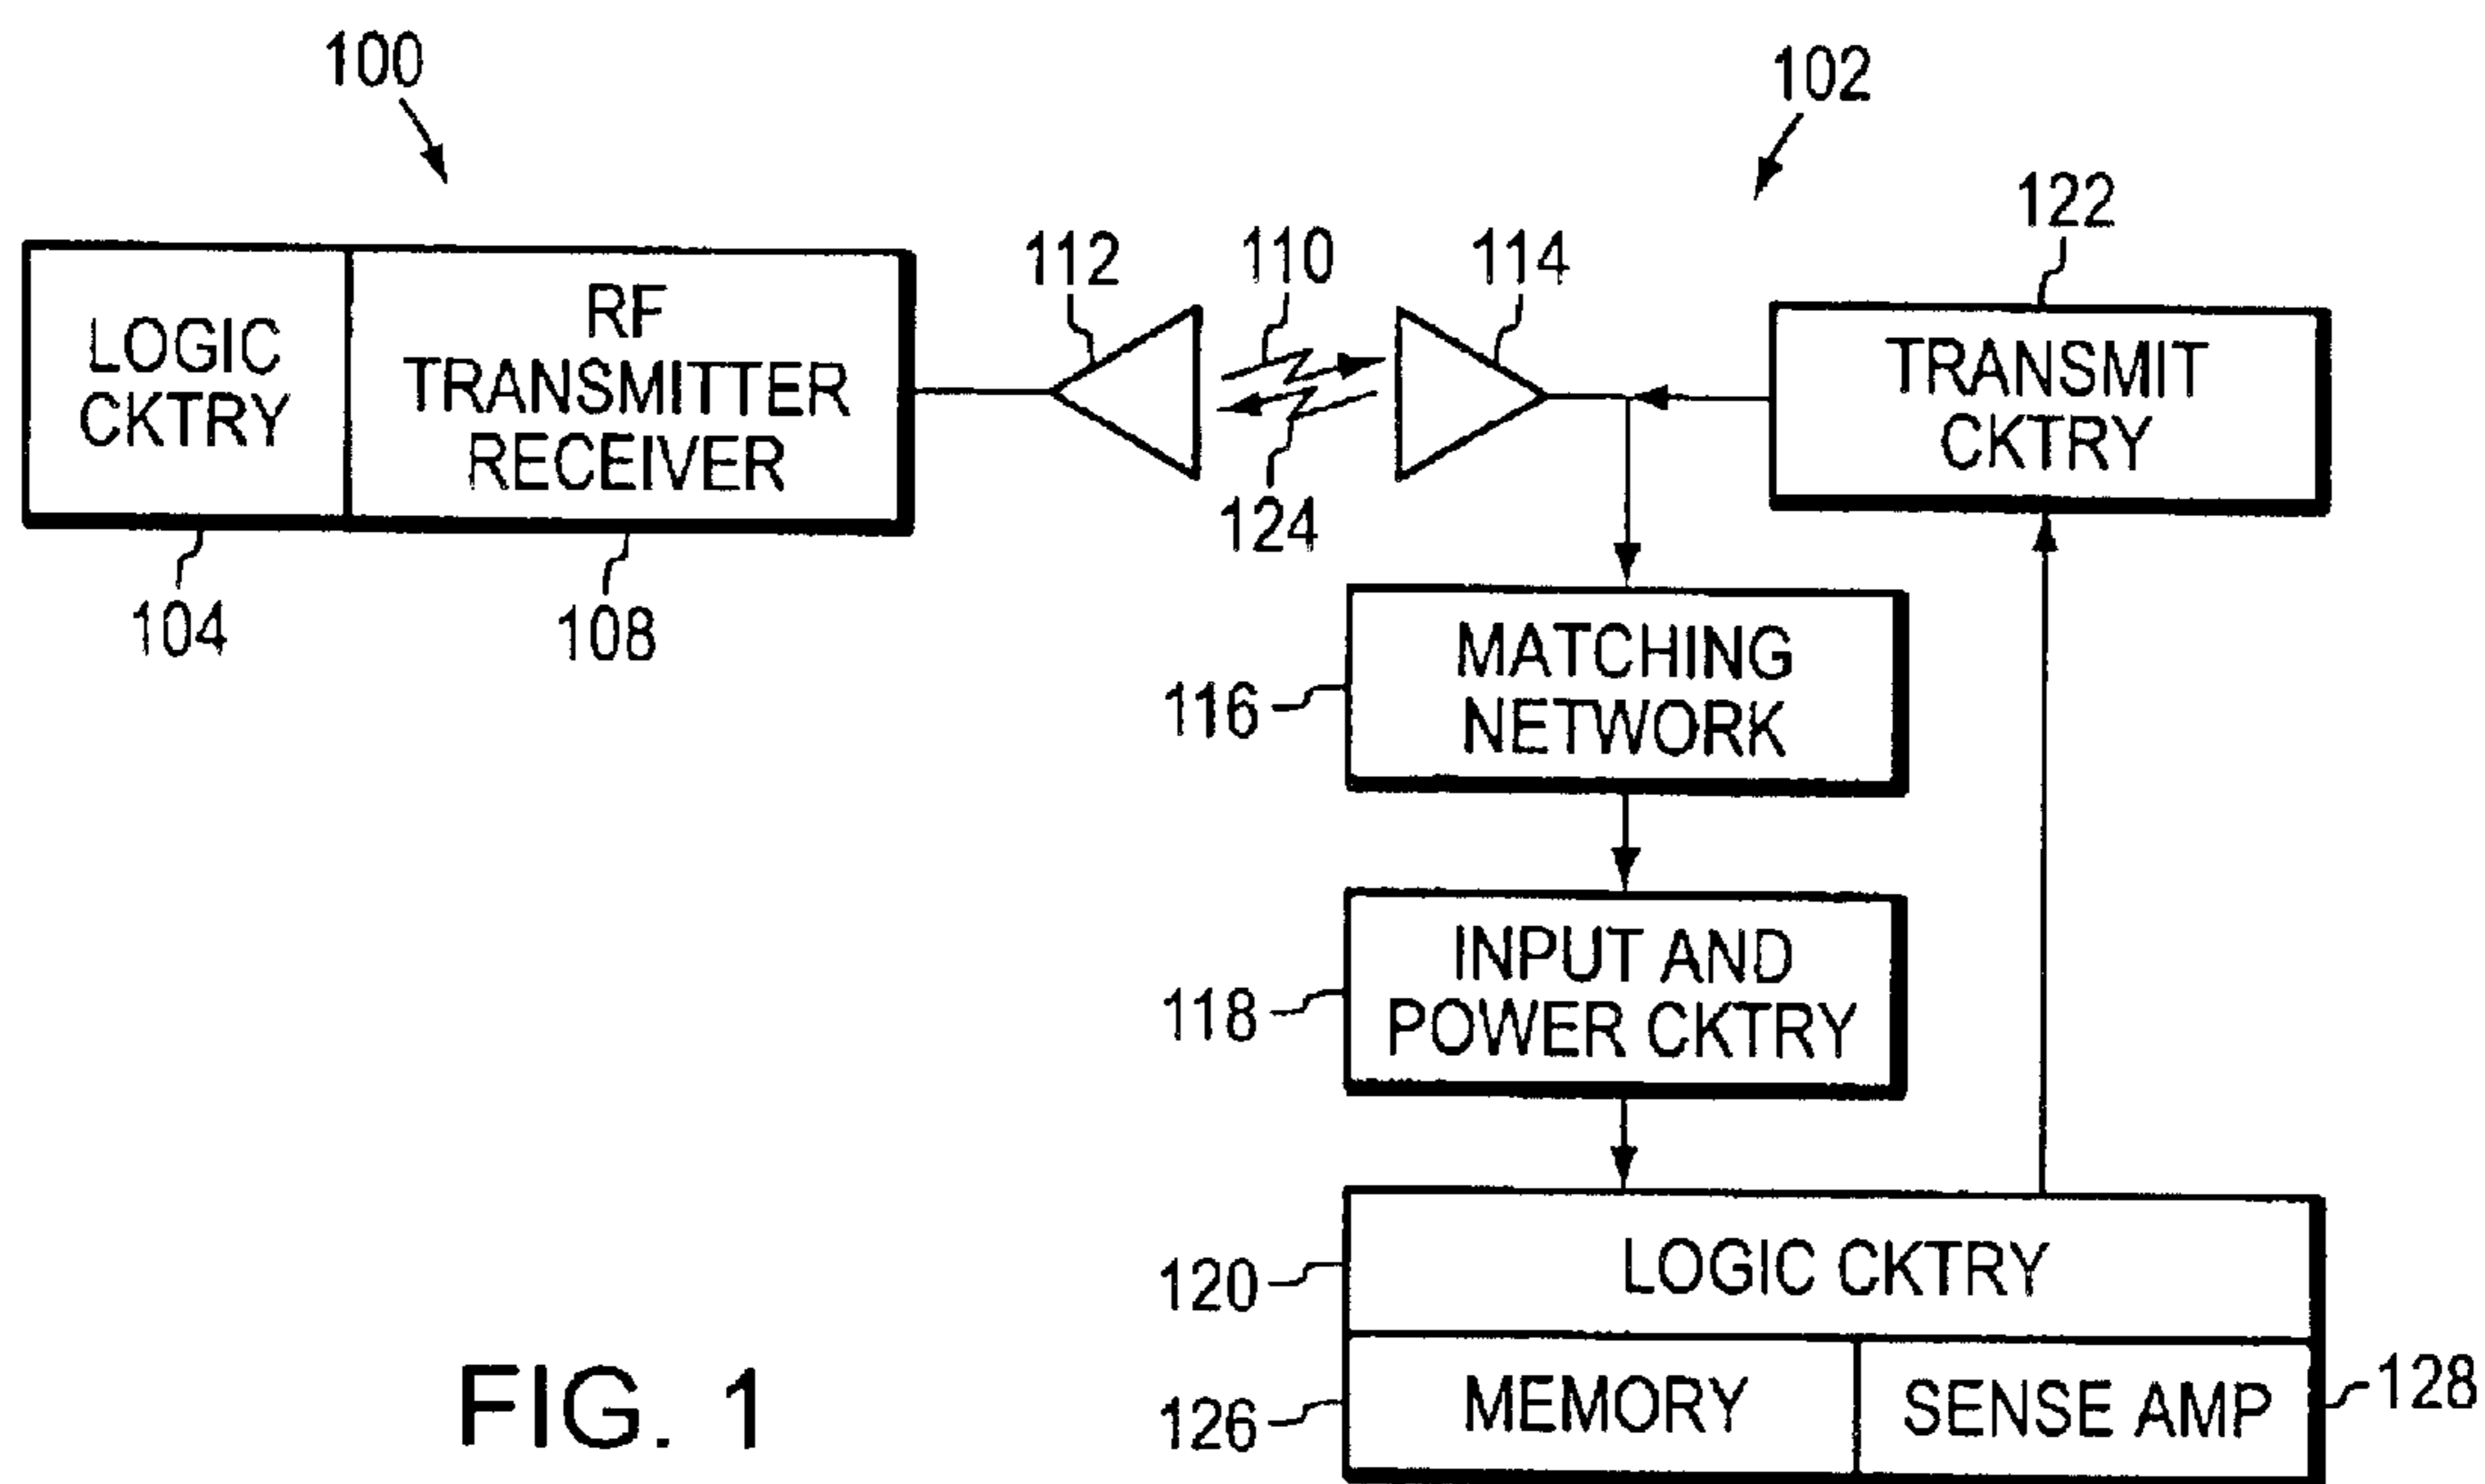 100
102
122
112
110
114
LOGIC
CKTRY
RF
TRANSMITTER
RECEIVER
TRANSMIT
CKTRY
124
104
108
116
MATCHING
NETWORK
118
INPUT AND
POWER CKTRY
120
LOGIC CKTRY
126
MEMORY
SENSE AMP
128
FIG. 1